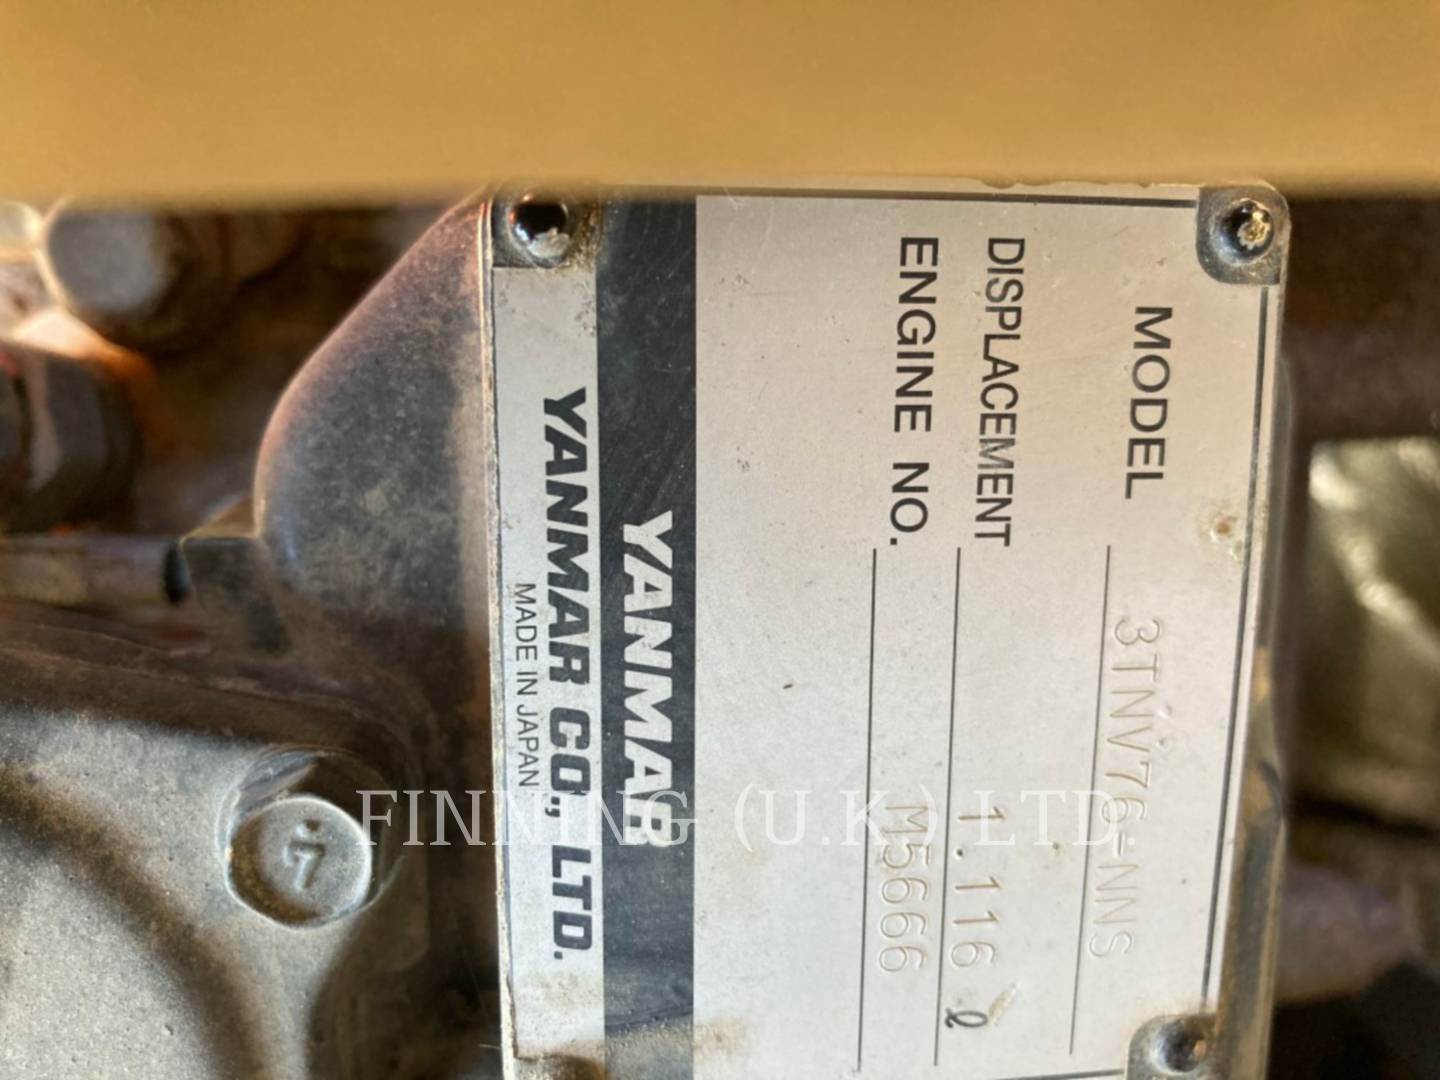 MODEL 3TNV76-NNS
DISPLACEMENT 1.116 ℓ
ENGINE NO. M5666
YANMAR
YANMAR CO., LTD.
MADE IN JAPAN
FINNING (U.K.) LTD